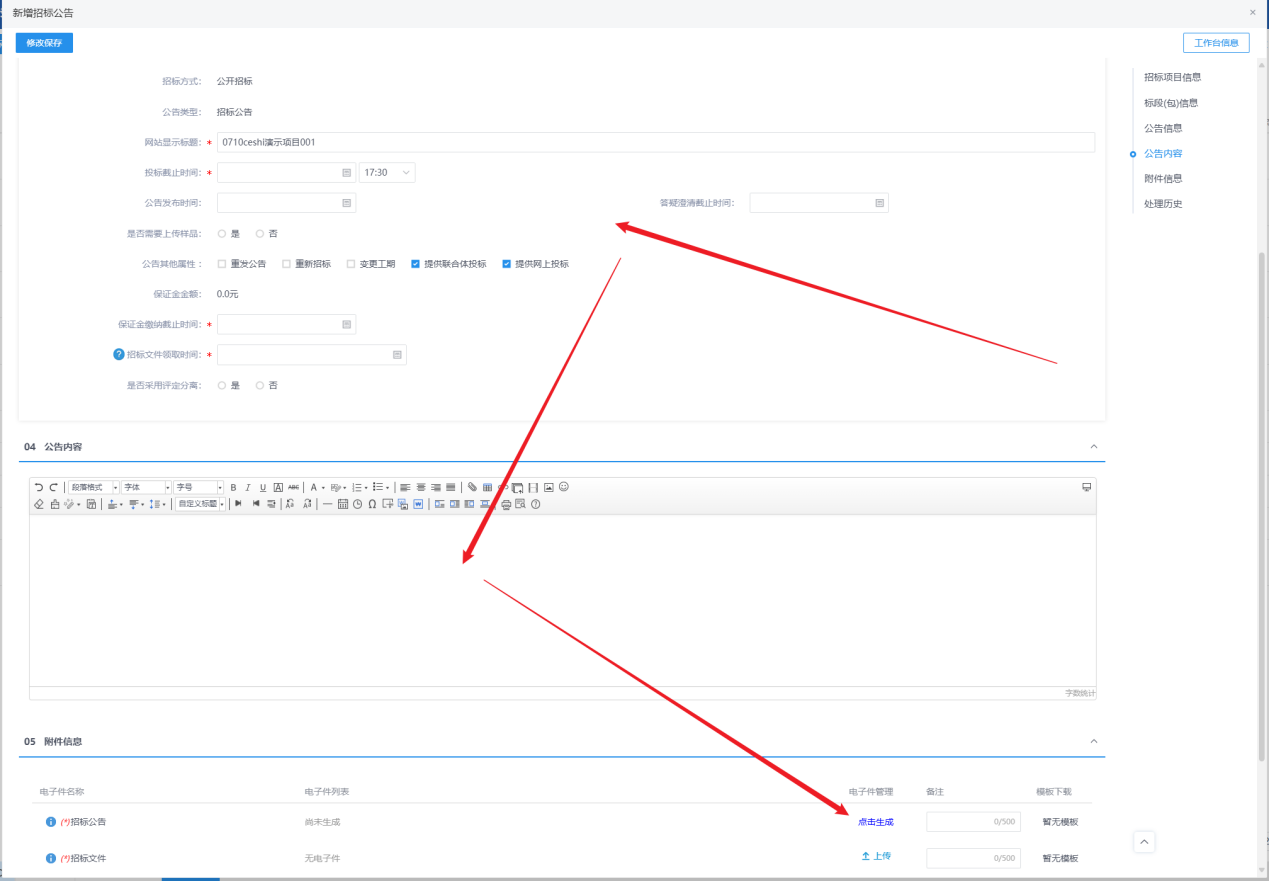 新增招标公告 ×
修改保存 工作台信息
招标方式: 公开招标
公告类型: 招标公告
网站显示标题: * 0710ceshi演示项目001
投标截止时间: * 17:30
公告发布时间: 答疑澄清截止时间:
是否需要上传样品: 是 否
公告其他属性: 重发公告 重新招标 变更工期 提供联合体投标 提供网上投标
保证金金额: 0.0元
保证金缴纳截止时间: *
? 招标文件领取时间: *
是否采用评定分离: 是 否
招标项目信息
标段(包)信息
公告信息
公告内容
附件信息
处理历史
04 公告内容
段落格式 字体 字号 B I U A ABC A
自定义标题
字数统计
05 附件信息
电子件名称 电子件列表 电子件管理 备注 模板下载
(*)招标公告 尚未生成 点击生成 0/500 暂无模板
(*)招标文件 无电子件 上传 0/500 暂无模板